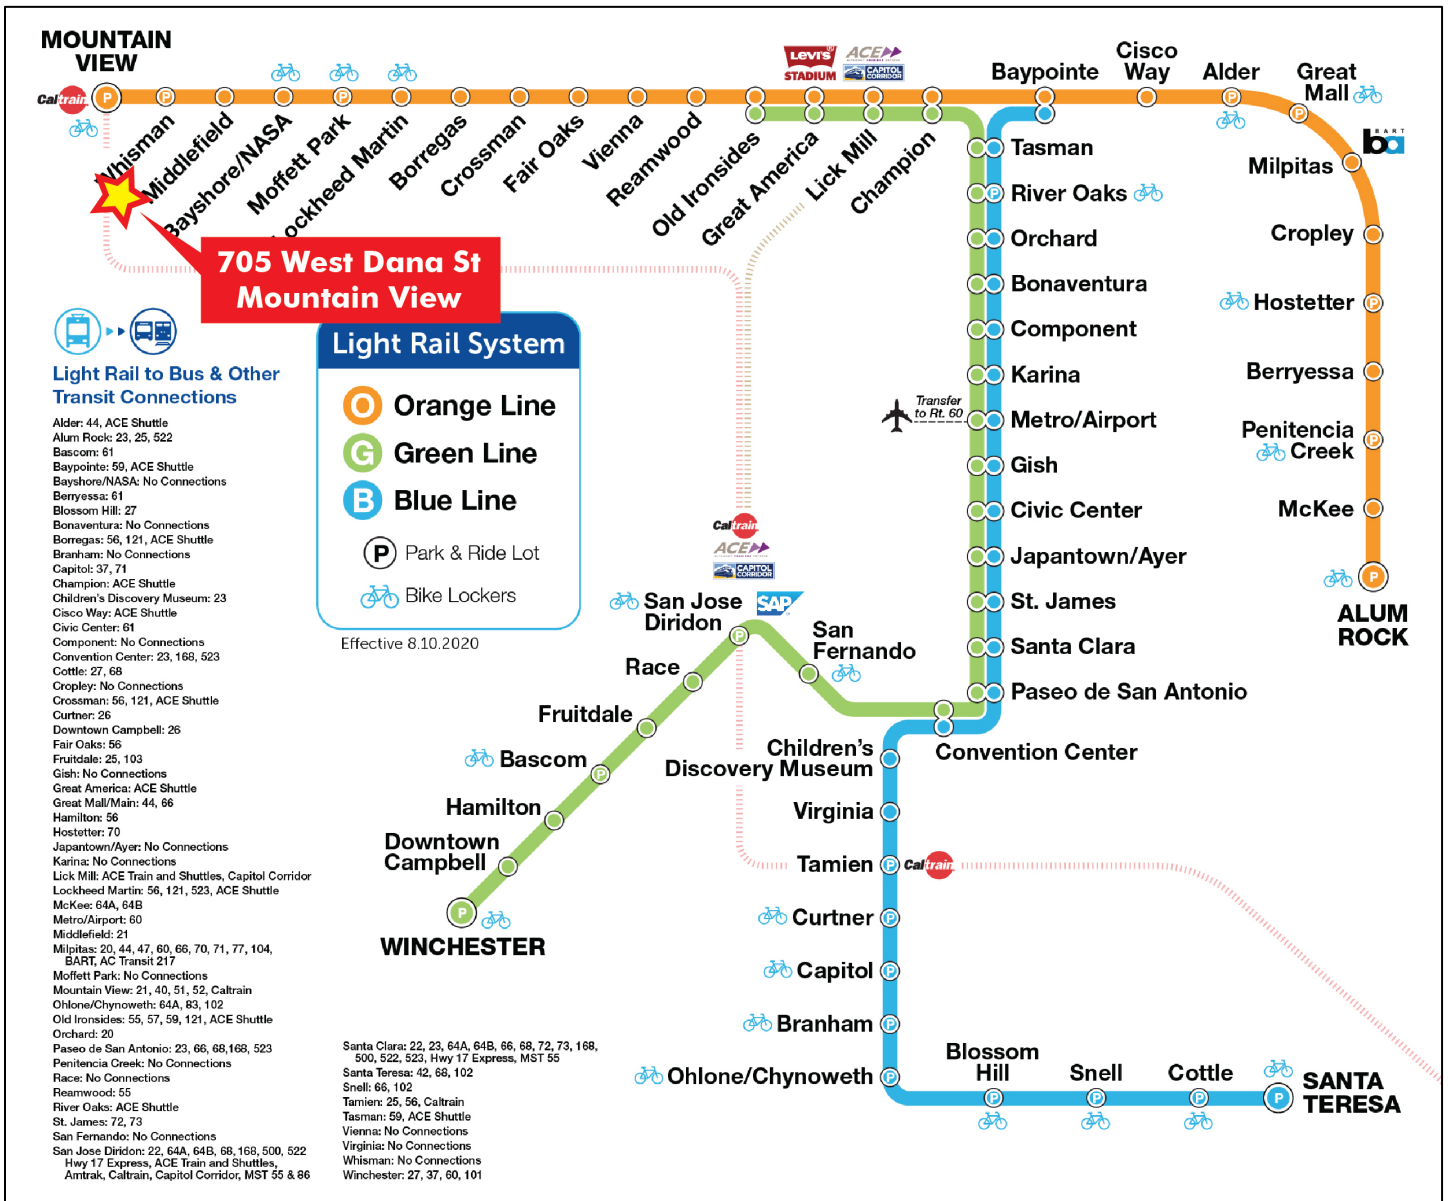 MOUNTAIN
VIEW
Caltrain
P
Whisman
Middlefield
Bayshore/NASA
Moffett Park
Lockheed Martin
Borregas
Crossman
Fair Oaks
Vienna
Reamwood
Old Ironsides
Great America
Lick Mill
Champion
LEVI'S®
STADIUM
ACE
CAPITOL
CORRIDOR
Baypointe
Cisco
Way
Alder
Great
Mall
BART
ba
Milpitas
Cropley
Hostetter
Berryessa
Penitencia
Creek
McKee
ALUM
ROCK
Tasman
River Oaks
Orchard
Bonaventura
Component
Karina
Transfer
to Rt. 60
Metro/Airport
Gish
Civic Center
Japantown/Ayer
St. James
Santa Clara
Paseo de San Antonio
Convention Center
705 West Dana St
Mountain View
Light Rail System
O Orange Line
G Green Line
B Blue Line
P Park & Ride Lot
Bike Lockers
Effective 8.10.2020
Caltrain
ACE
CAPITOL
CORRIDOR
San Jose
Diridon
SAP
San
Fernando
Race
Fruitdale
Bascom
Hamilton
Downtown
Campbell
WINCHESTER
Children's
Discovery Museum
Virginia
Tamien
Caltrain
Curtner
Capitol
Branham
Ohlone/Chynoweth
Blossom
Hill
Snell
Cottle
SANTA
TERESA
Light Rail to Bus & Other
Transit Connections
Alder: 44, ACE Shuttle
Alum Rock: 23, 25, 522
Bascom: 61
Baypointe: 59, ACE Shuttle
Bayshore/NASA: No Connections
Berryessa: 61
Blossom Hill: 27
Bonaventura: No Connections
Borregas: 56, 121, ACE Shuttle
Branham: No Connections
Capitol: 37, 71
Champion: ACE Shuttle
Children's Discovery Museum: 23
Cisco Way: ACE Shuttle
Civic Center: 61
Component: No Connections
Convention Center: 23, 168, 523
Cottle: 27, 68
Cropley: No Connections
Crossman: 56, 121, ACE Shuttle
Curtner: 26
Downtown Campbell: 26
Fair Oaks: 56
Fruitdale: 25, 103
Gish: No Connections
Great America: ACE Shuttle
Great Mall/Main: 44, 66
Hamilton: 56
Hostetter: 70
Japantown/Ayer: No Connections
Karina: No Connections
Lick Mill: ACE Train and Shuttles, Capitol Corridor
Lockheed Martin: 56, 121, 523, ACE Shuttle
McKee: 64A, 64B
Metro/Airport: 60
Middlefield: 21
Milpitas: 20, 44, 47, 60, 66, 70, 71, 77, 104,
BART, AC Transit 217
Moffett Park: No Connections
Mountain View: 21, 40, 51, 52, Caltrain
Ohlone/Chynoweth: 64A, 83, 102
Old Ironsides: 55, 57, 59, 121, ACE Shuttle
Orchard: 20
Paseo de San Antonio: 23, 66, 68,168, 523
Penitencia Creek: No Connections
Race: No Connections
Reamwood: 55
River Oaks: ACE Shuttle
St. James: 72, 73
San Fernando: No Connections
San Jose Diridon: 22, 64A, 64B, 68, 168, 500, 522
Hwy 17 Express, ACE Train and Shuttles,
Amtrak, Caltrain, Capitol Corridor, MST 55 & 86
Santa Clara: 22, 23, 64A, 64B, 66, 68, 72, 73, 168,
500, 522, 523, Hwy 17 Express, MST 55
Santa Teresa: 42, 68, 102
Snell: 66, 102
Tamien: 25, 56, Caltrain
Tasman: 59, ACE Shuttle
Vienna: No Connections
Virginia: No Connections
Whisman: No Connections
Winchester: 27, 37, 60, 101